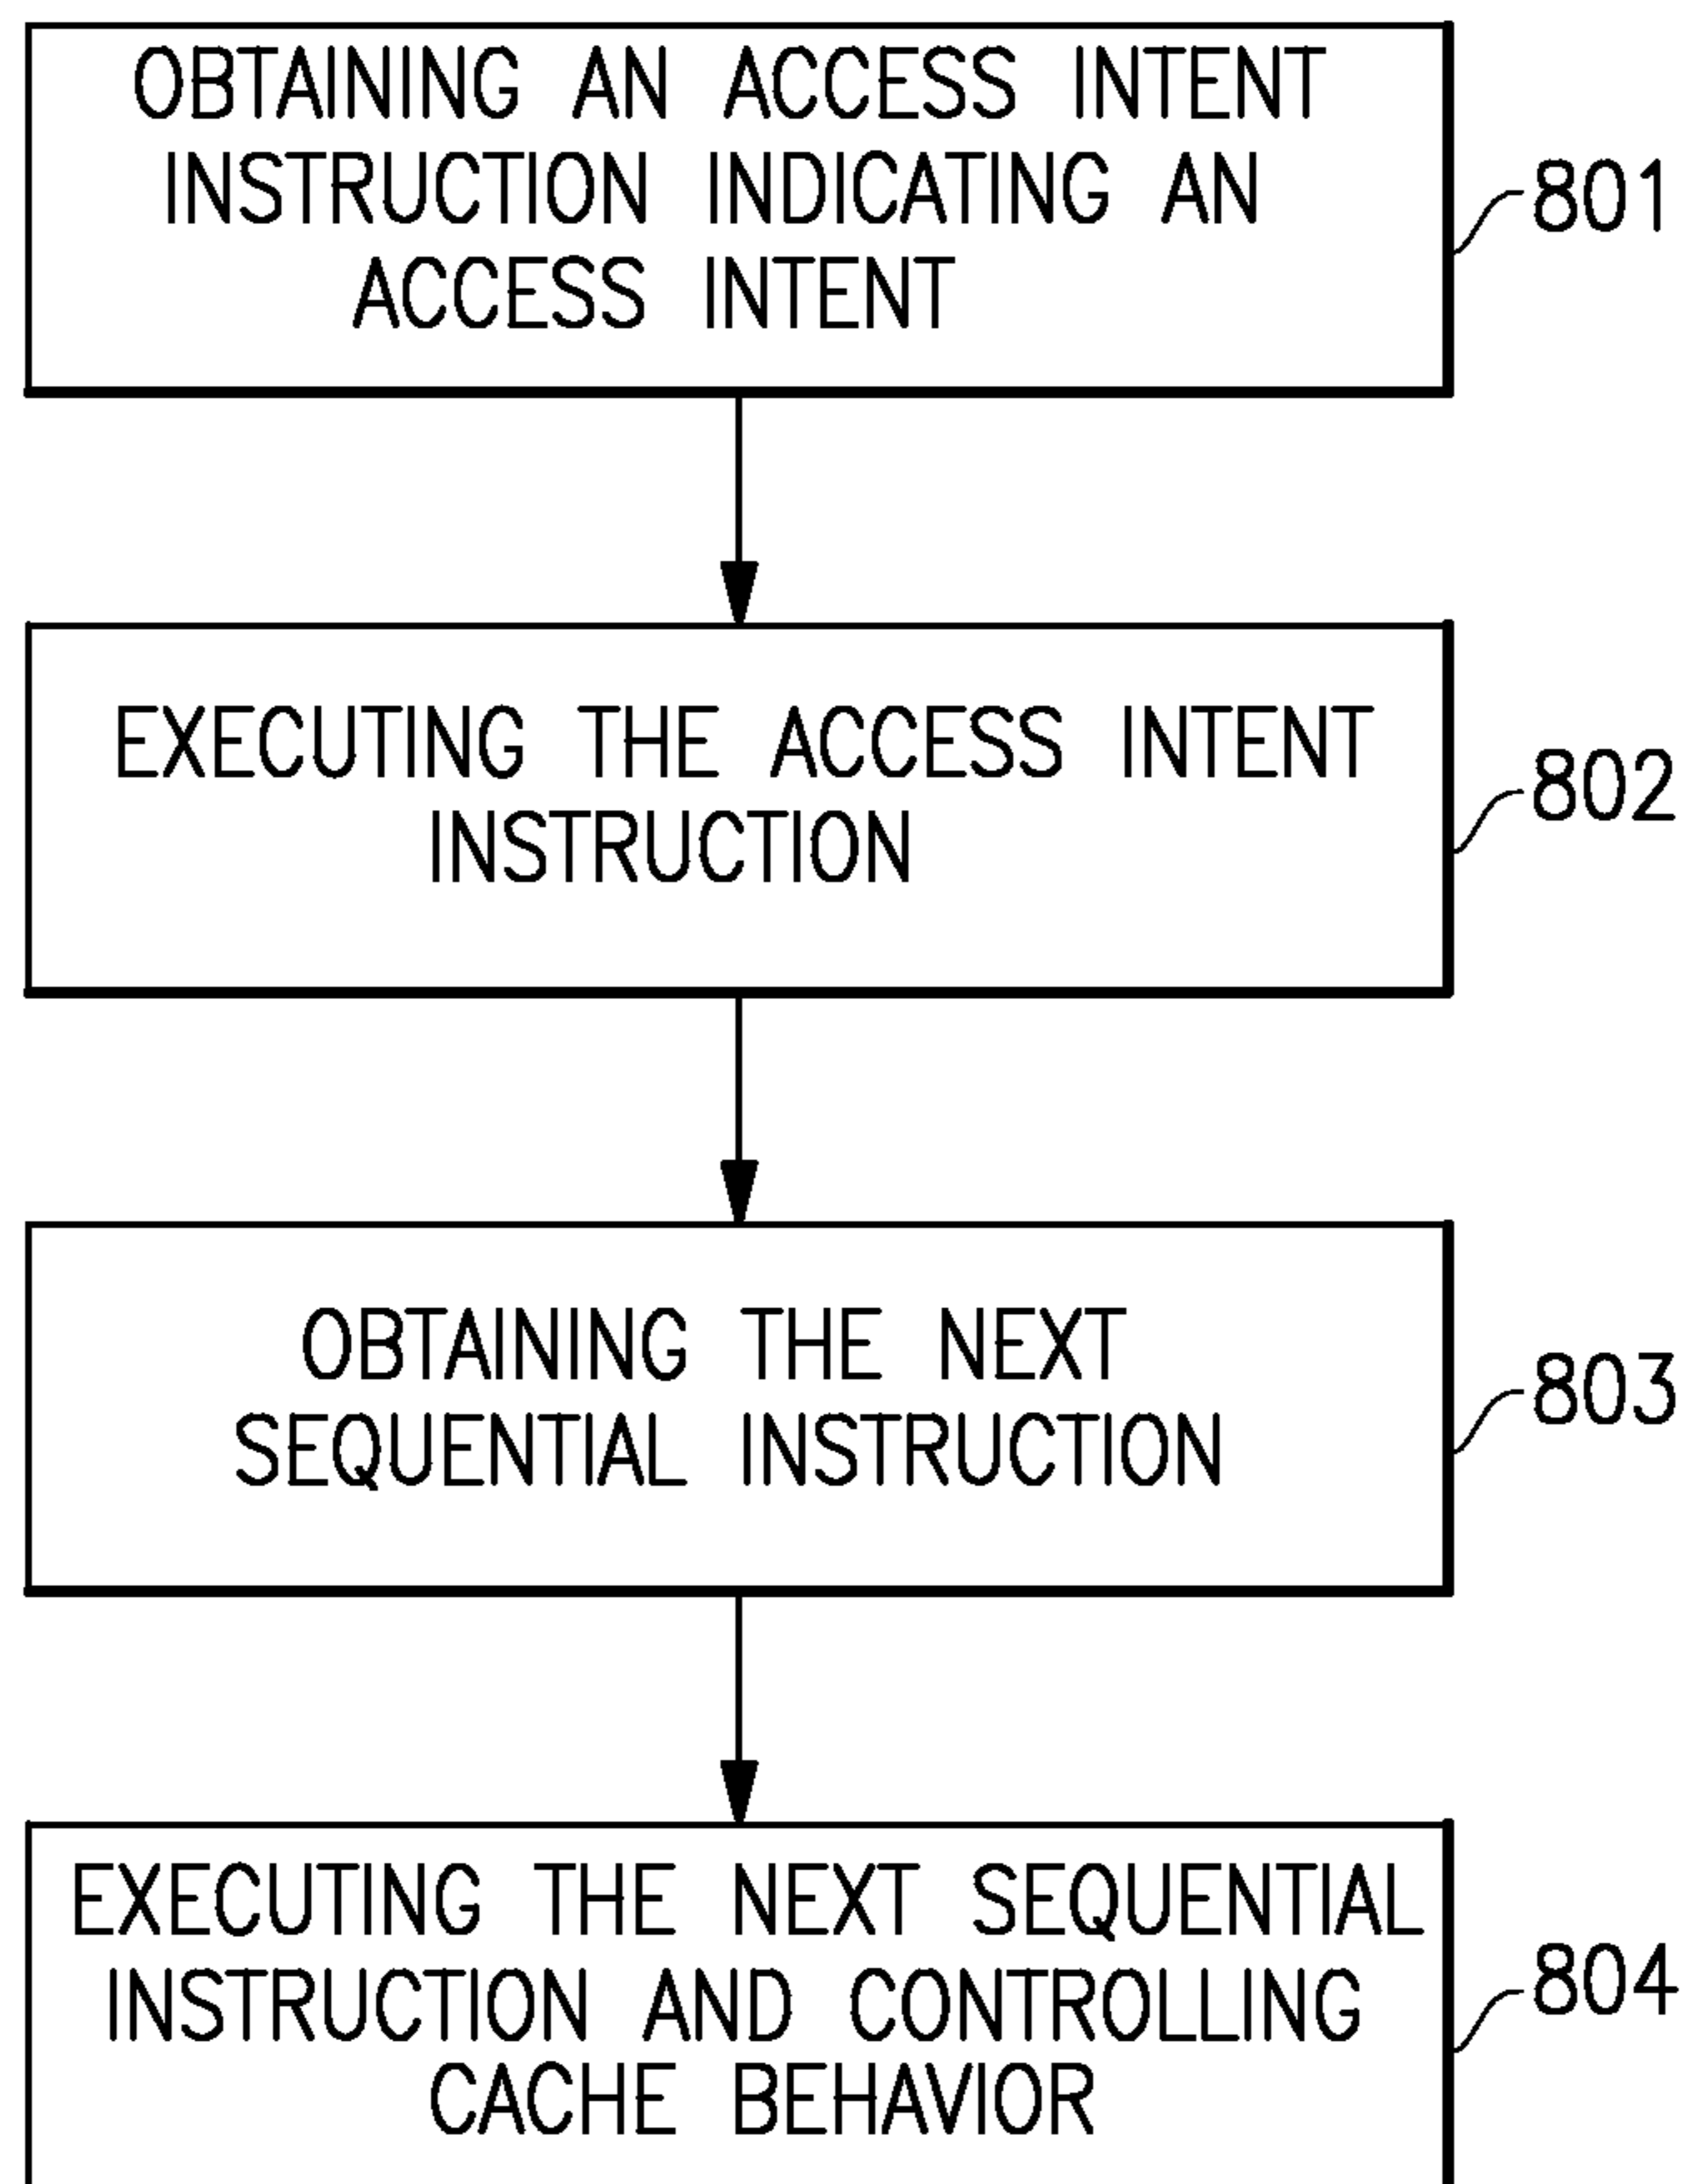 OBTAINING AN ACCESS INTENT
INSTRUCTION INDICATING AN
ACCESS INTENT
801
EXECUTING THE ACCESS INTENT
INSTRUCTION
802
OBTAINING THE NEXT
SEQUENTIAL INSTRUCTION
803
EXECUTING THE NEXT SEQUENTIAL
INSTRUCTION AND CONTROLLING
CACHE BEHAVIOR
804